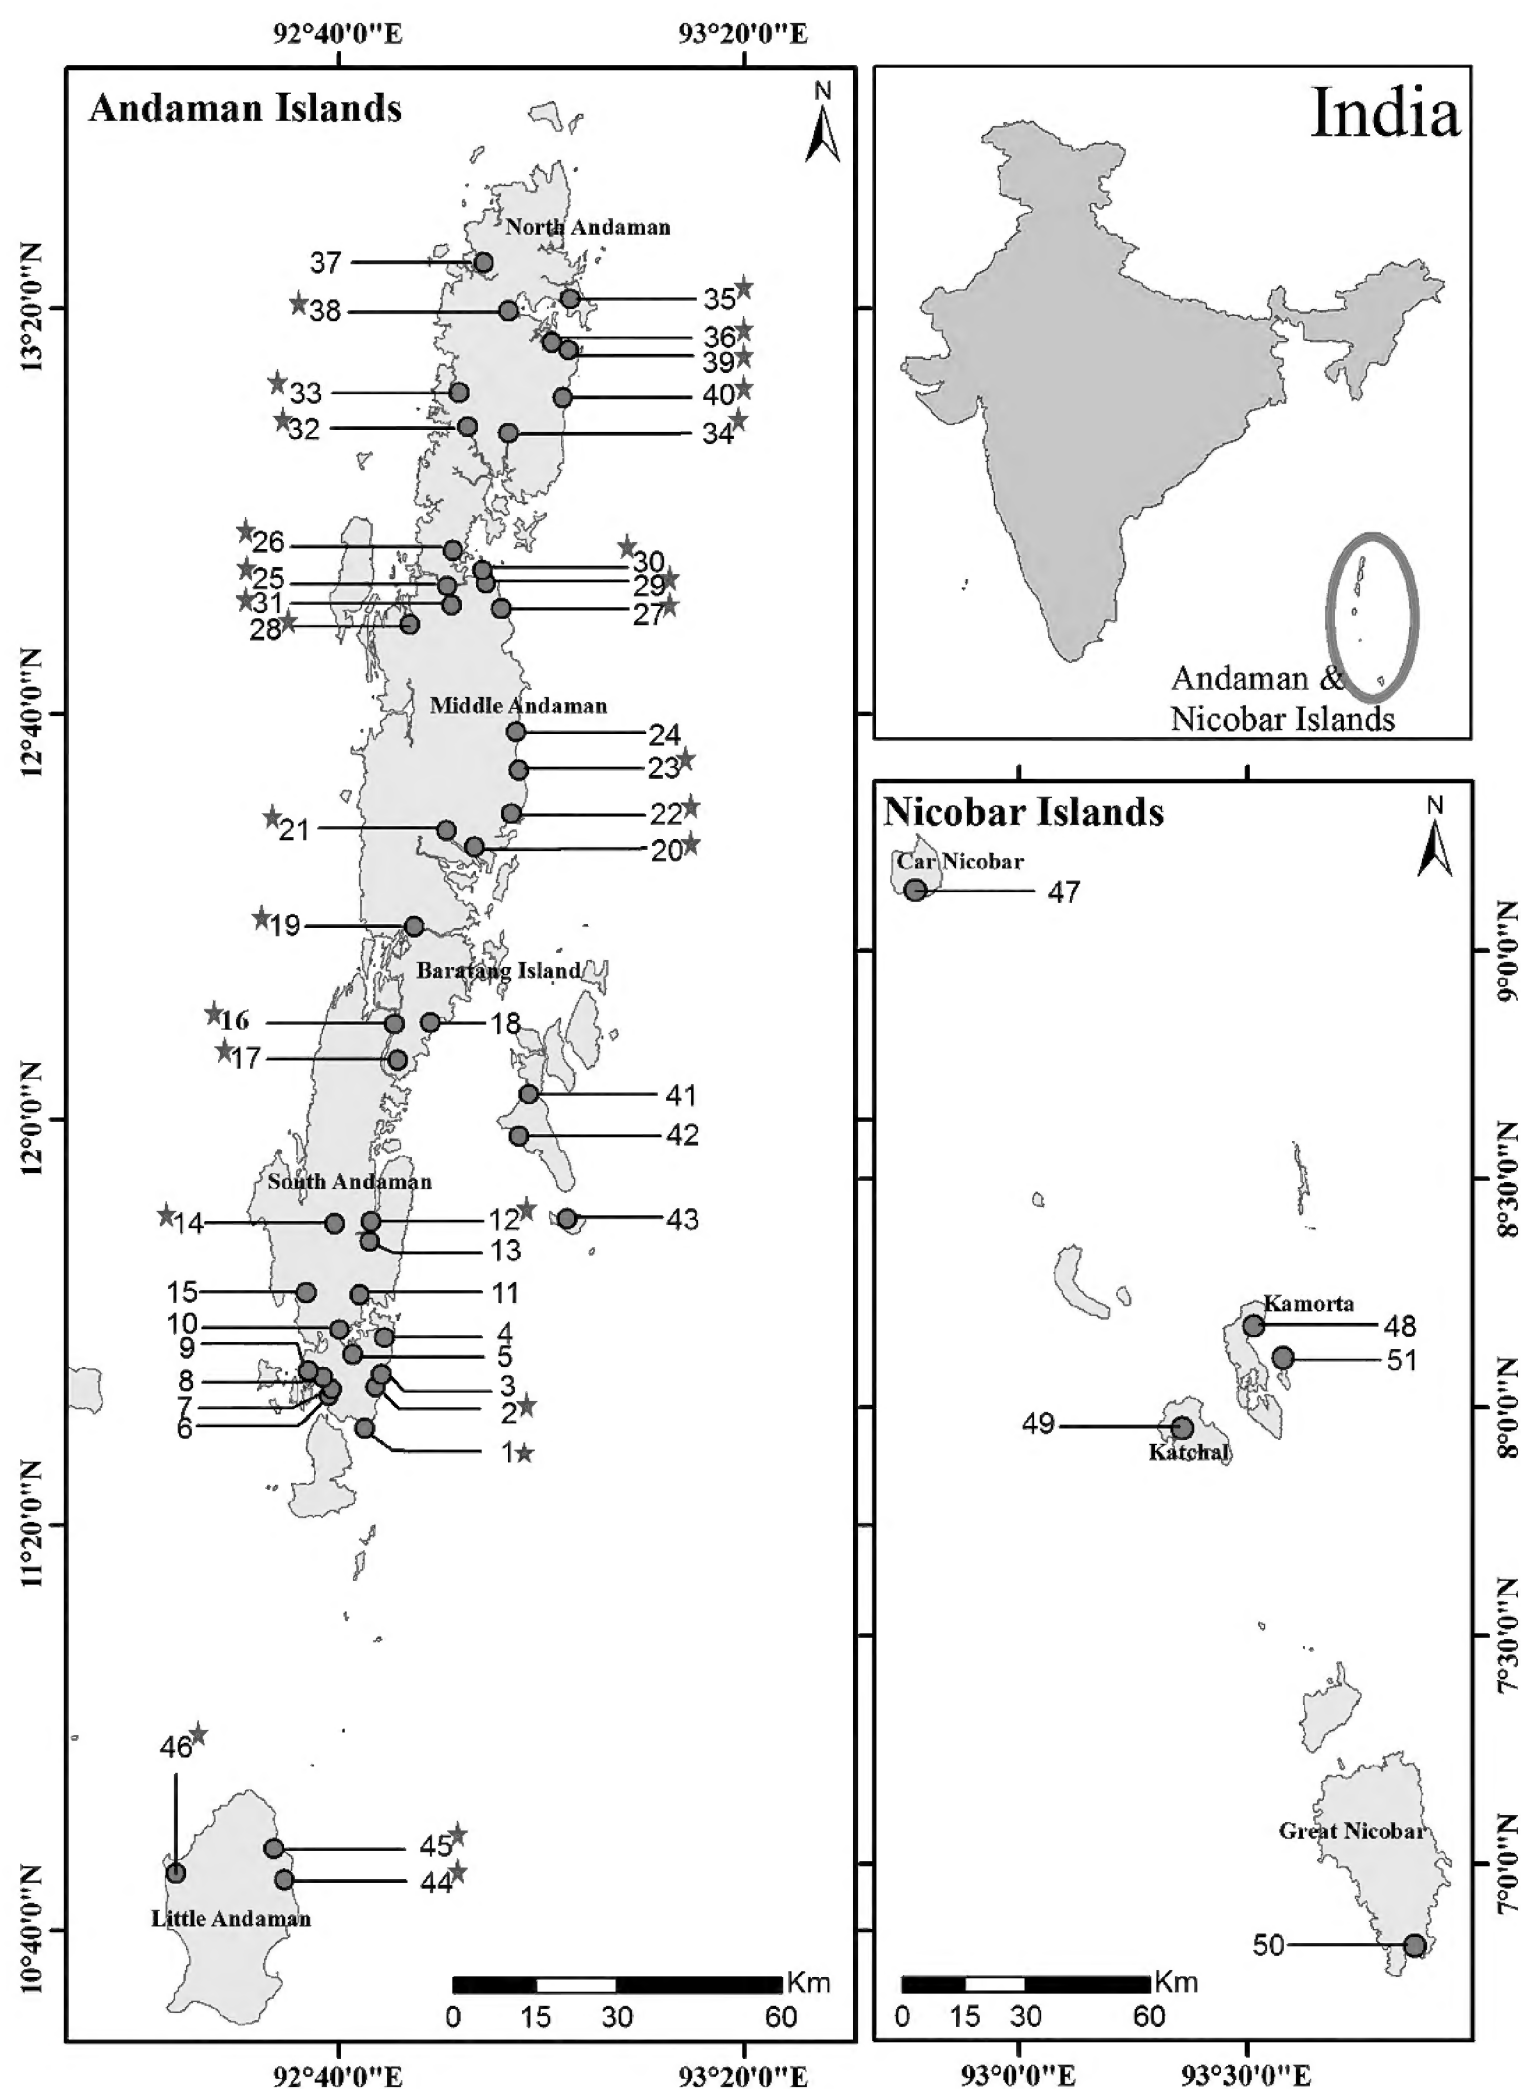 92°40'0"E
93°20'0"E
Andaman Islands
N
North Andaman
37
35
38
36
39
33
40
32
34
26
30
25
29
31
27
28
Middle Andaman
24
23
22
21
20
19
Baratang Island
16
18
17
41
42
South Andaman
14
12
43
13
15
11
10
4
9
5
8
3
7
2
6
1
46
45
44
Little Andaman
Km
0
15
30
60
13°20'0"N
12°40'0"N
12°0'0"N
11°20'0"N
10°40'0"N
92°40'0"E
93°20'0"E
India
Andaman &
Nicobar Islands
Nicobar Islands
N
Car Nicobar
47
Kamorta
48
51
49
Katchal
Great Nicobar
50
Km
0
15
30
60
9°0'0"N
8°30'0"N
8°0'0"N
7°30'0"N
7°0'0"N
93°0'0"E
93°30'0"E